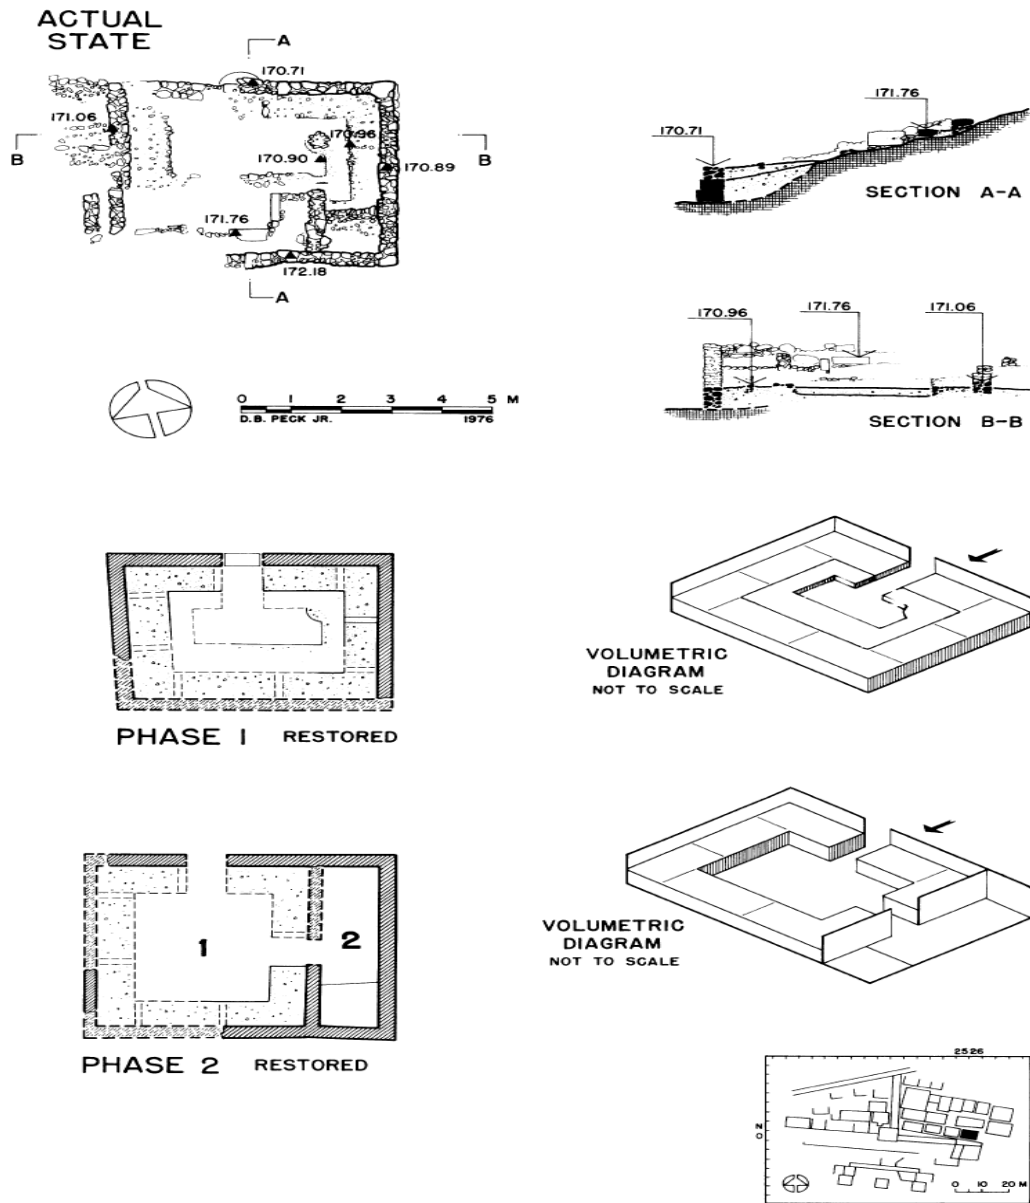 ACTUAL
STATE
A
170.71
171.06
170.96
B
B
170.90
170.89
171.76
172.18
A
171.76
170.71
SECTION A-A
170.96
171.76
171.06
SECTION B-B
0 1 2 3 4 5 M
D.B. PECK JR. 1976
PHASE 1 RESTORED
VOLUMETRIC
DIAGRAM
NOT TO SCALE
1
2
PHASE 2 RESTORED
VOLUMETRIC
DIAGRAM
NOT TO SCALE
2526
N
O
0 10 20 M